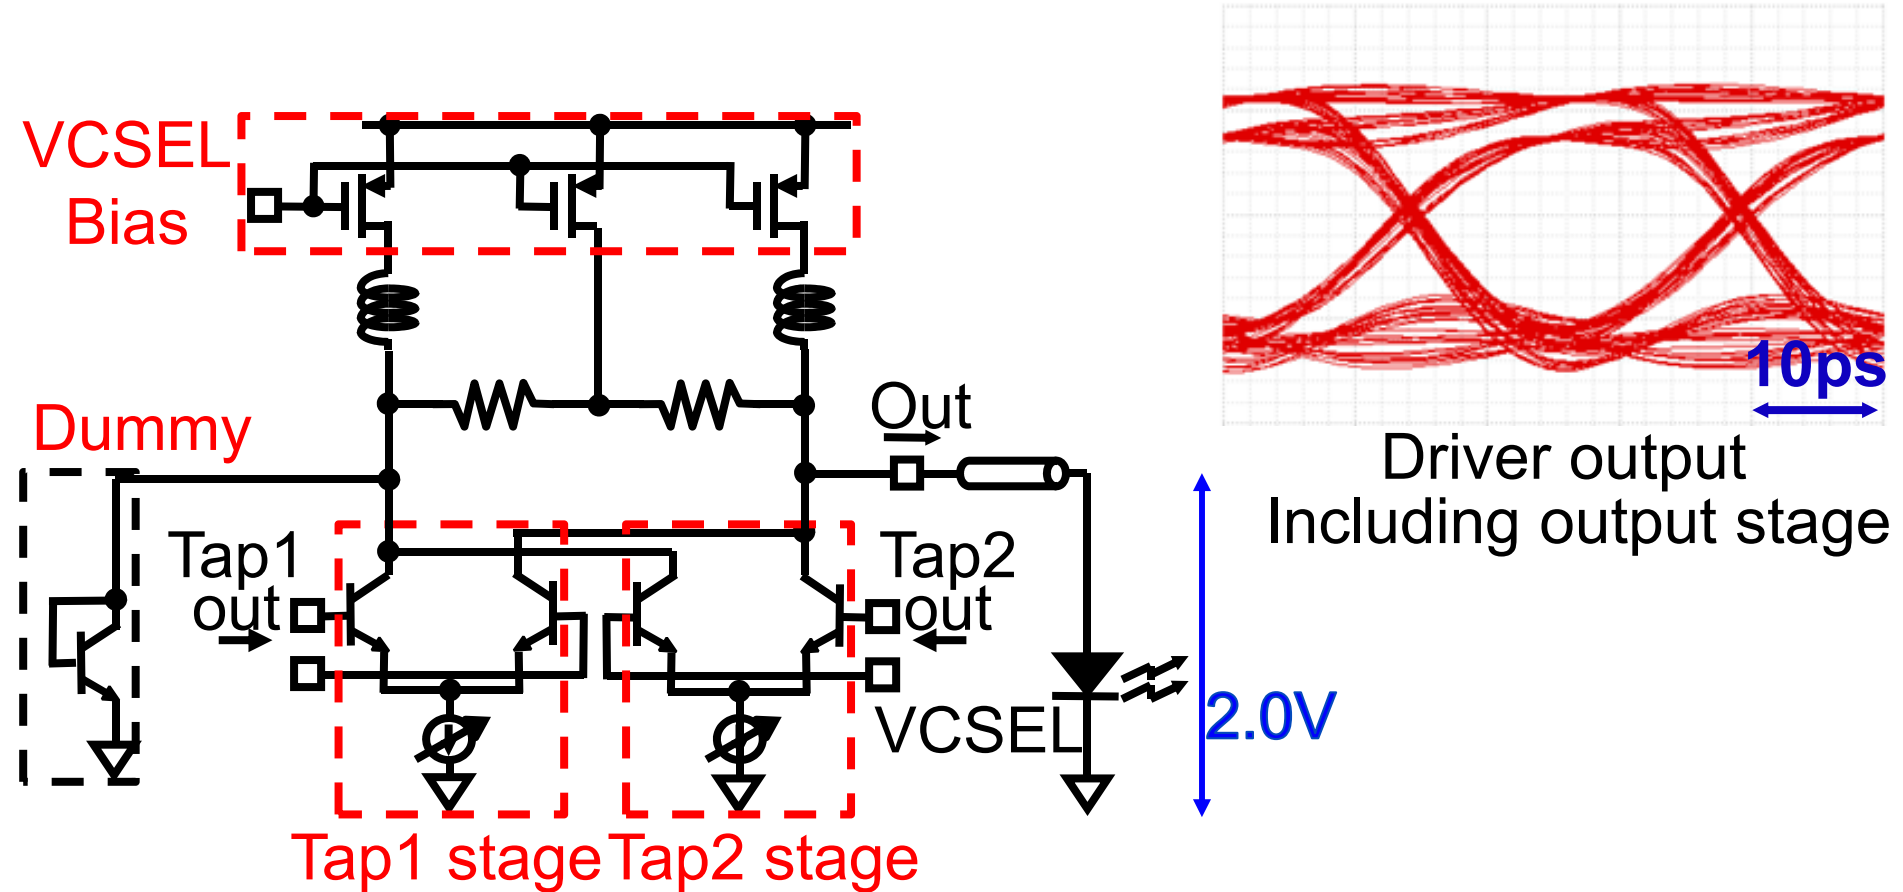 VCSEL
Bias
Dummy
Out
Tap1
out
Tap2
out
VCSEL
2.0V
Tap1 stage
Tap2 stage
10ps
Driver output
Including output stage